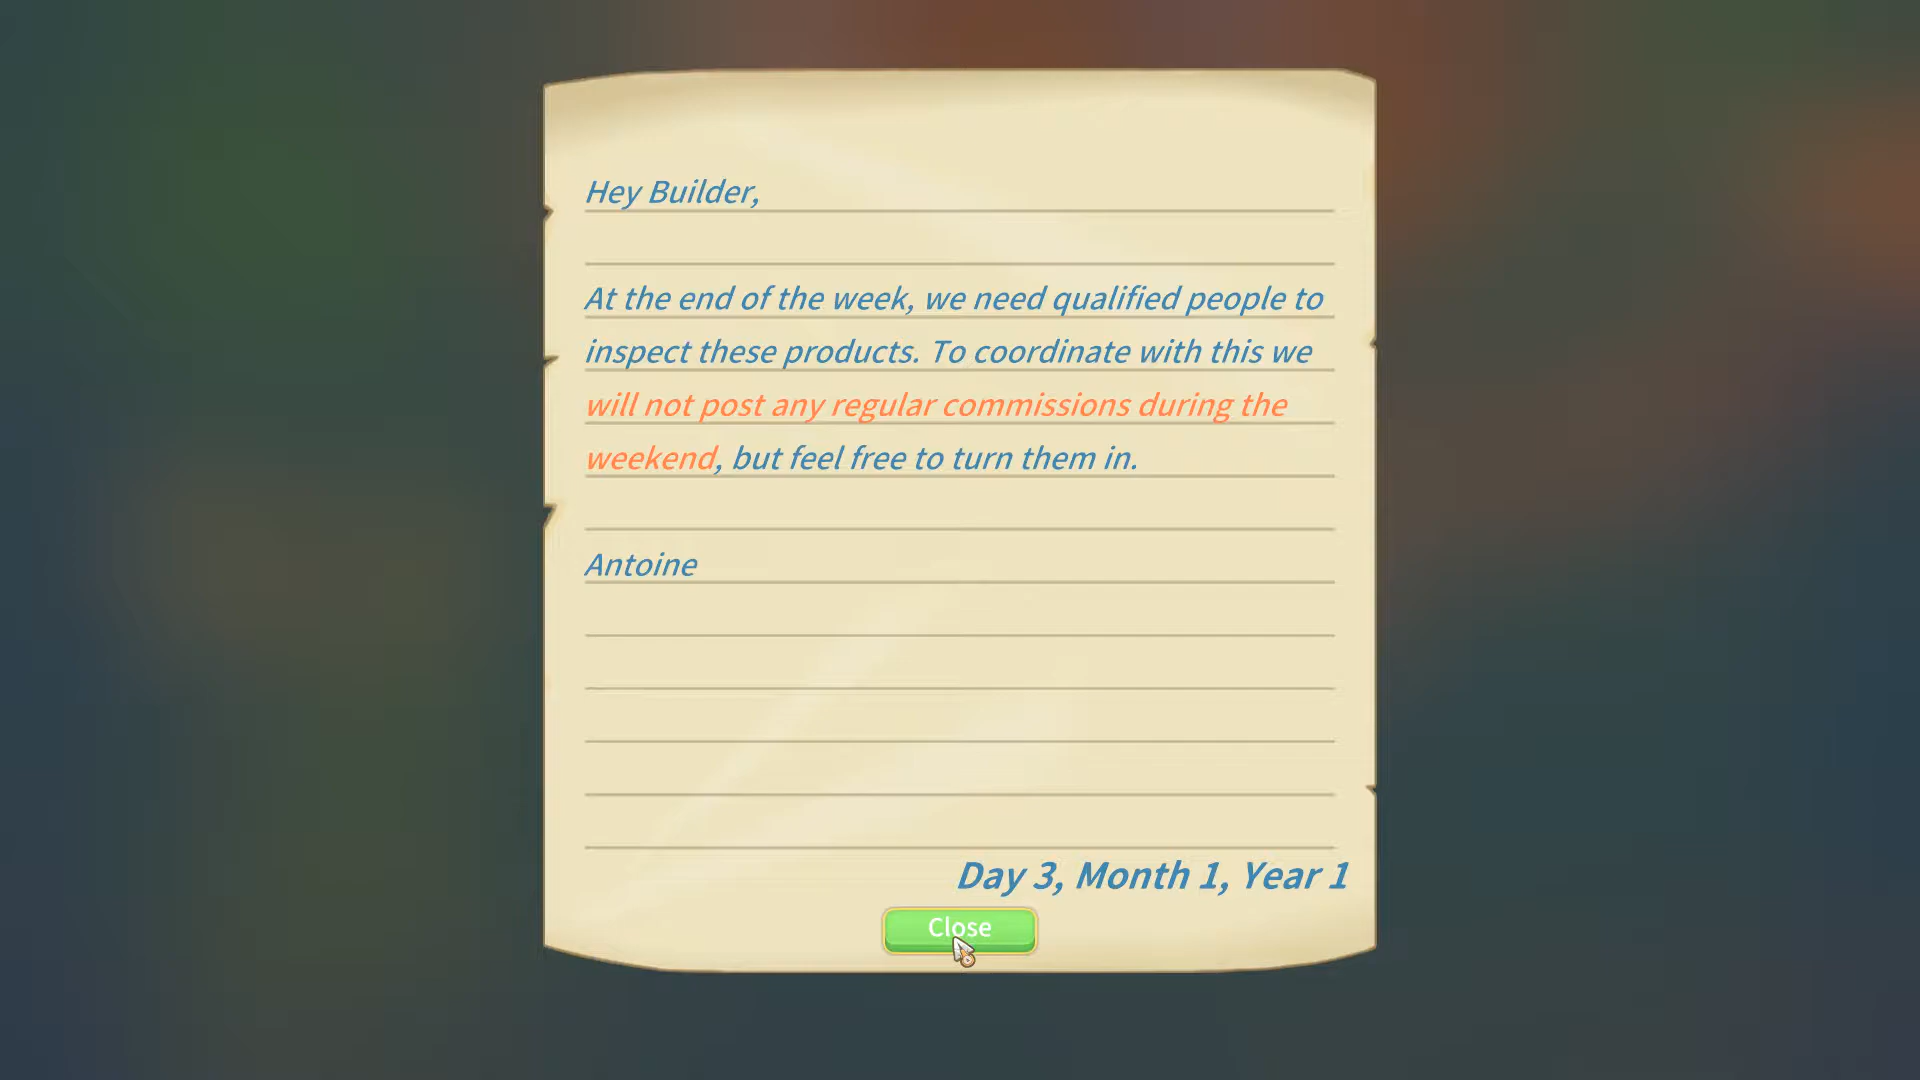 Hey Builder,
At the end of the week, we need qualified people to
inspect these products. To coordinate with this we
will not post any regular commissions during the
weekend, but feel free to turn them in.
Antoine
Day 3, Month 1, Year 1
Close